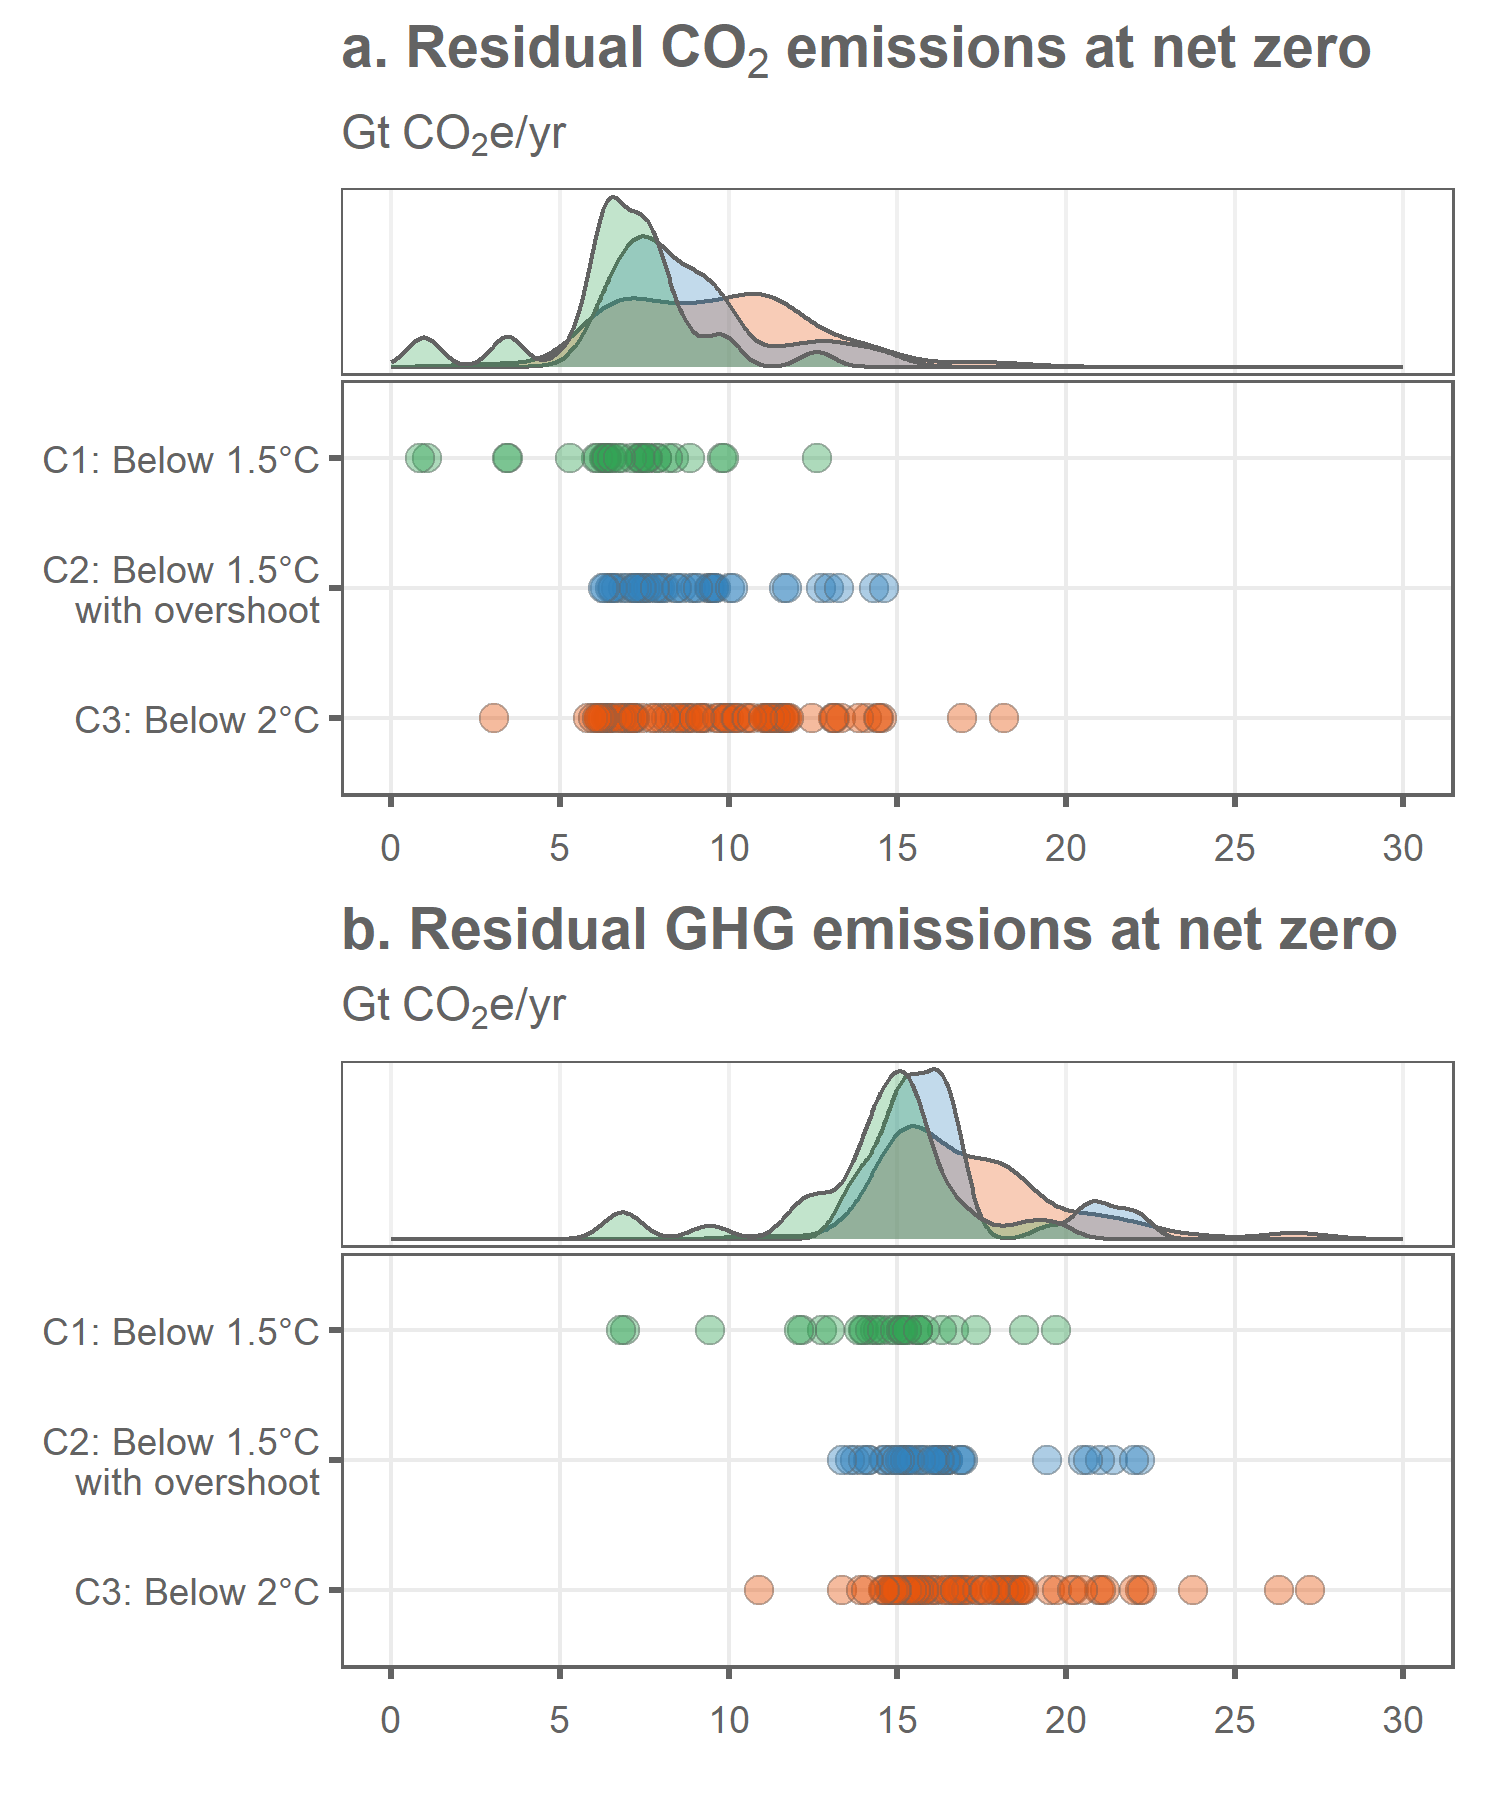 a. Residual CO₂ emissions at net zero
Gt CO₂e/yr
C1: Below 1.5°C
C2: Below 1.5°C
with overshoot
C3: Below 2°C
0 5 10 15 20 25 30
b. Residual GHG emissions at net zero
Gt CO₂e/yr
C1: Below 1.5°C
C2: Below 1.5°C
with overshoot
C3: Below 2°C
0 5 10 15 20 25 30